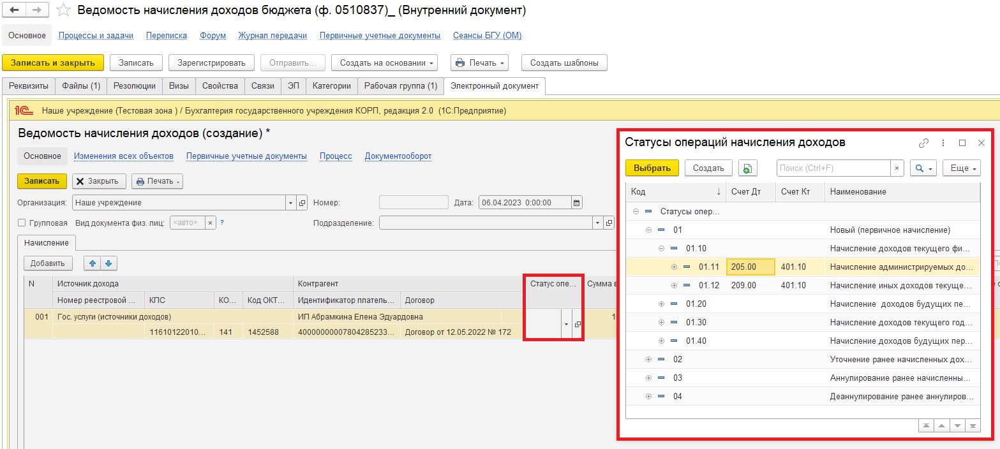 Ведомость начисления доходов бюджета (ф. 0510837)_ (Внутренний документ)
Основное Процессы и задачи Переписка Форум Журнал передачи Первичные учетные документы Сеансы БГУ (ОМ)
Записать и закрыть Записать Зарегистрировать Отправить... Создать на основании Печать Создать шаблоны
Реквизиты Файлы (1) Резолюции Визы Свойства Связи ЭП Категории Рабочая группа (1) Электронный документ
1С Наше учреждение (Тестовая зона ) / Бухгалтерия государственного учреждения КОРП, редакция 2.0 (1С:Предприятие)
Ведомость начисления доходов (создание) *
Основное Изменения всех объектов Первичные учетные документы Процесс Документооборот
Записать Закрыть Печать
Организация: Наше учреждение Номер: Дата: 06.04.2023 0:00:00
Групповая Вид документа физ. лиц: <авто> × ? Подразделение:
Начисление
Добавить
N Источник дохода Контрагент Статус опе... Сумма в
Номер реестровой ... КПС КО... Код ОКТ... Идентификатор платель... Договор
001 Гос. услуги (источники доходов) ИП Абрамкина Елена Эдуардовна
11610122010... 141 1452588 40000000007804285233... Договор от 12.05.2022 № 172
Статусы операций начисления доходов
Выбрать Создать Поиск (Ctrl+F) × Еще
Код ↓ Счет Дт Счет Кт Наименование
Статусы опер...
01 Новый (первичное начисление)
01.10 Начисление доходов текущего фи...
01.11 205.00 401.10 Начисление администрируемых до...
01.12 209.00 401.10 Начисление иных доходов текуще...
01.20 Начисление доходов будущих пе...
01.30 Начисление доходов текущего год...
01.40 Начисление доходов будущих пер...
02 Уточнение ранее начисленных дох...
03 Аннулирование ранее начисленны...
04 Деаннулирование ранее аннулиров...